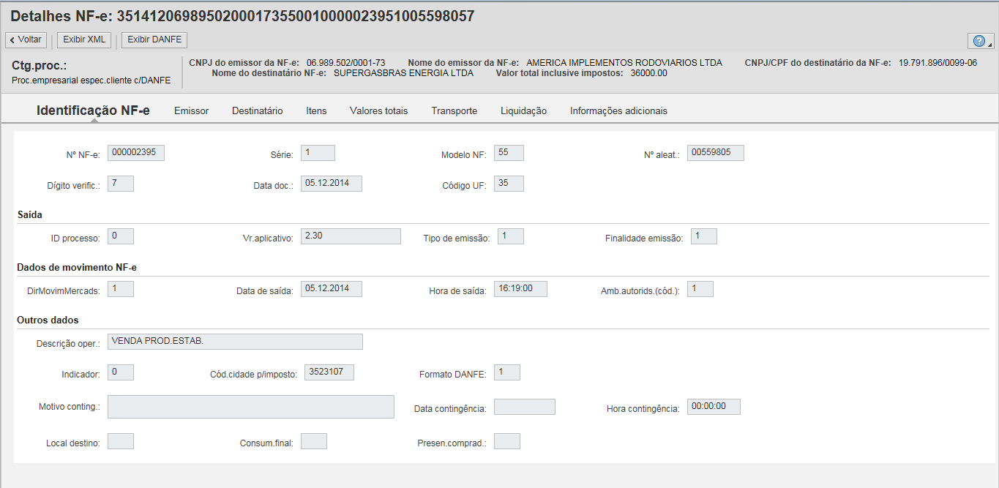 Detalhes NF-e: 35141206989502000173550010000023951005598057
Voltar Exibir XML Exibir DANFE
Ctg.proc.:
Proc.empresarial espec.cliente c/DANFE
CNPJ do emissor da NF-e: 06.989.502/0001-73 Nome do emissor da NF-e: AMERICA IMPLEMENTOS RODOVIARIOS LTDA CNPJ/CPF do destinatário da NF-e: 19.791.896/0099-06
Nome do destinatário NF-e: SUPERGASBRAS ENERGIA LTDA Valor total inclusive impostos: 36000.00
Identificação NF-e Emissor Destinatário Itens Valores totais Transporte Liquidação Informações adicionais
Nº NF-e: 000002395 Série: 1 Modelo NF: 55 Nº aleat.: 00559805
Dígito verific.: 7 Data doc.: 05.12.2014 Código UF: 35
Saída
ID processo: 0 Vr.aplicativo: 2.30 Tipo de emissão: 1 Finalidade emissão: 1
Dados de movimento NF-e
DirMovimMercads: 1 Data de saída: 05.12.2014 Hora de saída: 16:19:00 Amb.autorids.(cód.): 1
Outros dados
Descrição oper.: VENDA PROD.ESTAB.
Indicador: 0 Cód.cidade p/imposto: 3523107 Formato DANFE: 1
Motivo conting.: Data contingência: Hora contingência: 00:00:00
Local destino: Consum.final: Presen.comprad.: